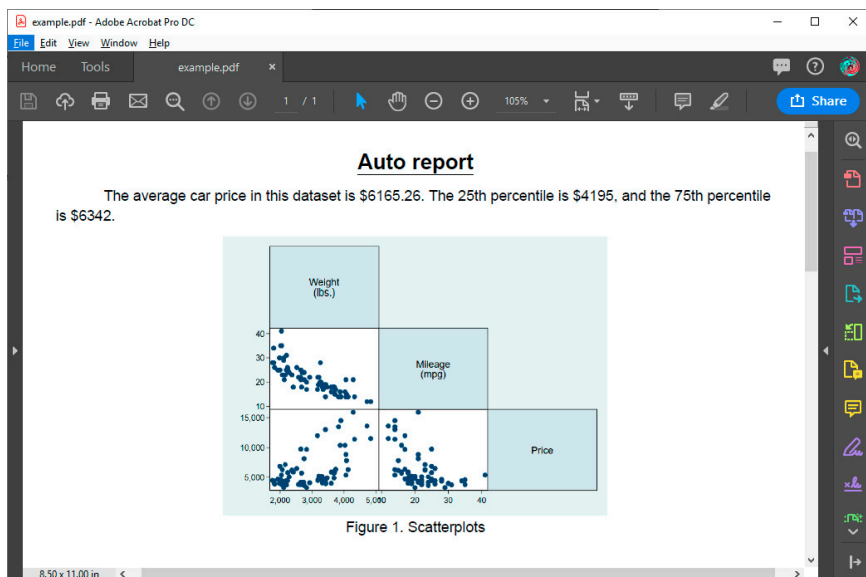 example.pdf - Adobe Acrobat Pro DC
File Edit View Window Help
Home Tools example.pdf ×
1 / 1 105% Share
Auto report
The average car price in this dataset is $6165.26. The 25th percentile is $4195, and the 75th percentile
is $6342.
Weight
(lbs.)
40
30
20
10
Mileage
(mpg)
15,000
10,000
5,000
Price
2,000 3,000 4,000 20 30 40
Figure 1. Scatterplots
8.50 x 11.00 in